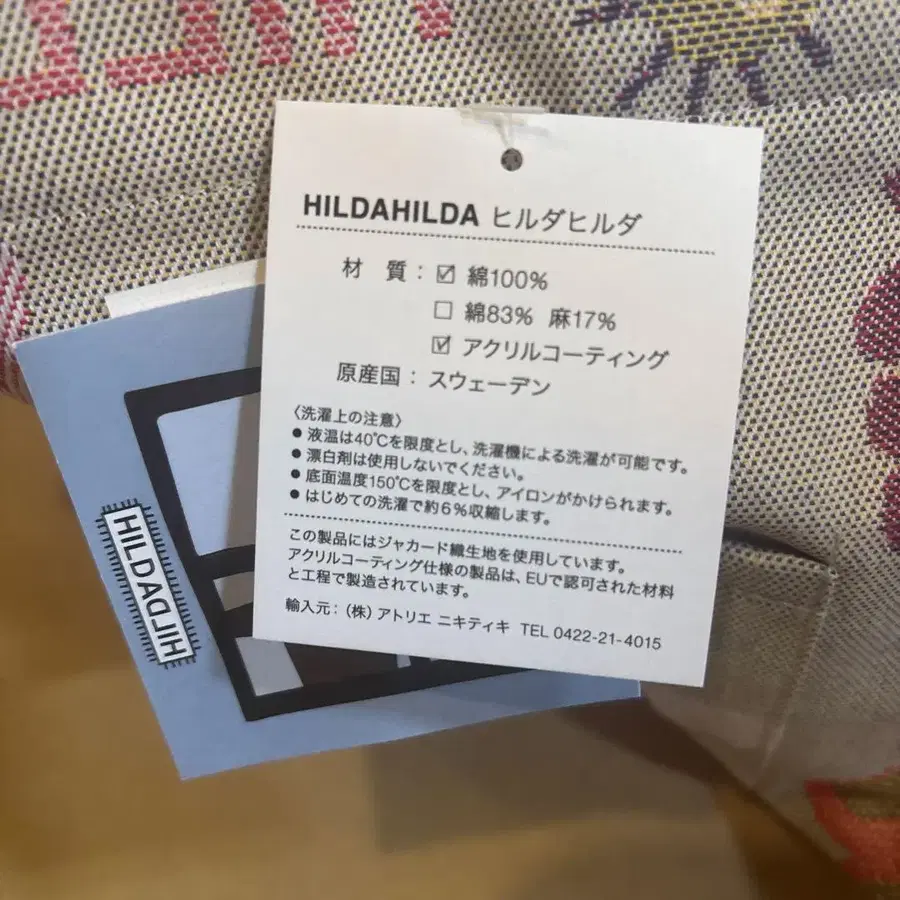 HILDAHILDA ヒルダヒルダ
材 質：☑ 綿100%
☐ 綿83% 麻17%
☑ アクリルコーティング
原産国：スウェーデン
〈洗濯上の注意〉
● 液温は40℃を限度とし、洗濯機による洗濯が可能です。
● 漂白剤は使用しないでください。
● 底面温度150℃を限度とし、アイロンがかけられます。
● はじめての洗濯で約6%収縮します。
この製品にはジャカード織生地を使用しています。
アクリルコーティング仕様の製品は、EUで認可された材料
と工程で製造されています。
輸入元：(株) アトリエ ニキティキ TEL 0422-21-4015
HILDAHILDA